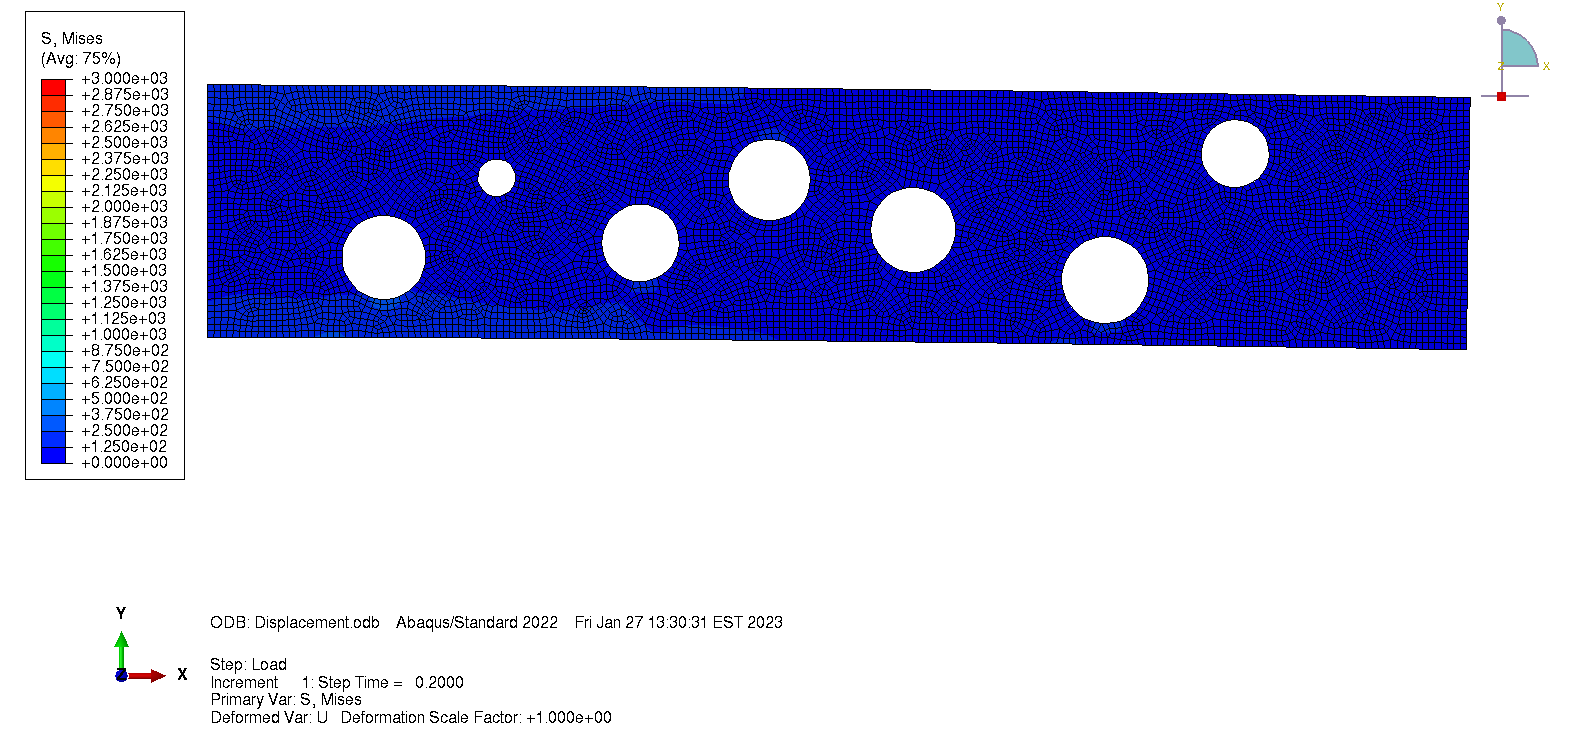 S, Mises
(Avg: 75%)
+3.000e+03
+2.875e+03
+2.750e+03
+2.625e+03
+2.500e+03
+2.375e+03
+2.250e+03
+2.125e+03
+2.000e+03
+1.875e+03
+1.750e+03
+1.625e+03
+1.500e+03
+1.375e+03
+1.250e+03
+1.125e+03
+1.000e+03
+8.750e+02
+7.500e+02
+6.250e+02
+5.000e+02
+3.750e+02
+2.500e+02
+1.250e+02
+0.000e+00
Y
Z X
Y
Z X
ODB: Displacement.odb Abaqus/Standard 2022 Fri Jan 27 13:30:31 EST 2023
Step: Load
Increment 1: Step Time = 0.2000
Primary Var: S, Mises
Deformed Var: U Deformation Scale Factor: +1.000e+00